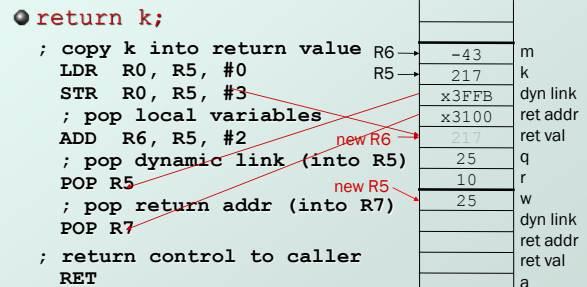 return k;
; copy k into return value
LDR R0, R5, #0
STR R0, R5, #3
; pop local variables
ADD R6, R5, #2
; pop dynamic link (into R5)
POP R5
; pop return addr (into R7)
POP R7
; return control to caller
RET
R6
R5
new R6
new R5
-43 m
217 k
x3FFB dyn link
x3100 ret addr
217 ret val
25 q
10 r
25 w
dyn link
ret addr
ret val
a